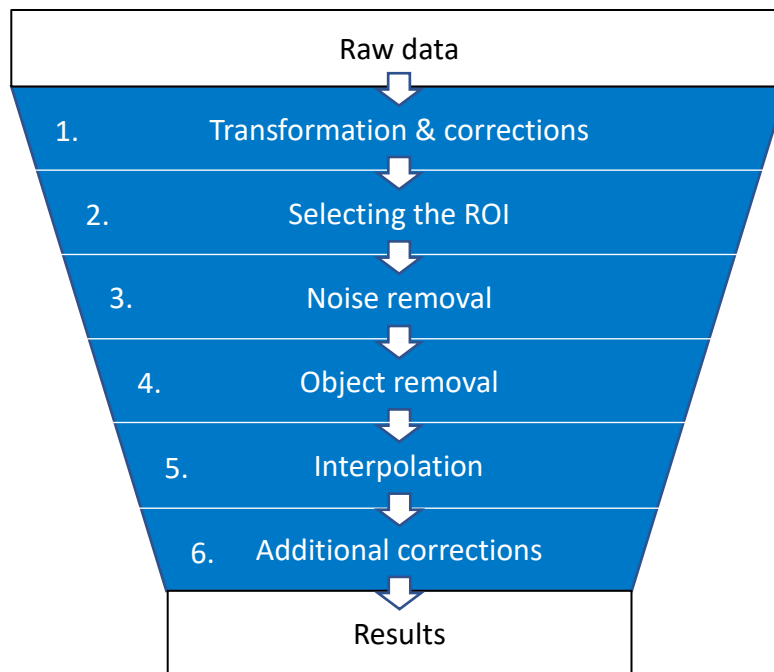 Raw data
1. Transformation & corrections
2. Selecting the ROI
3. Noise removal
4. Object removal
5. Interpolation
6. Additional corrections
Results